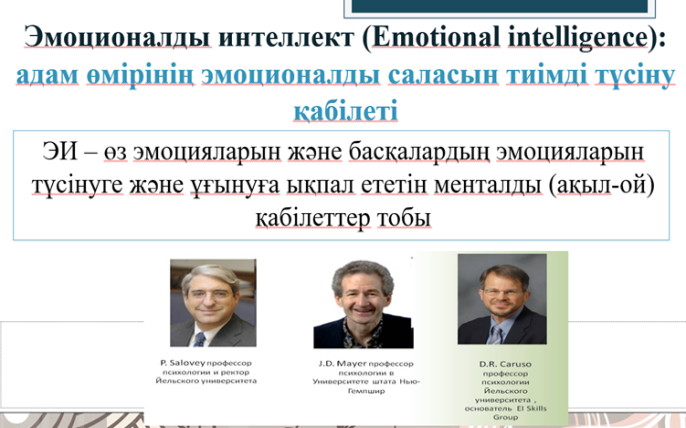 Эмоционалды интеллект (Emotional intelligence):
адам өмірінің эмоционалды саласын тиімді түсіну
қабілеті
ЭИ – өз эмоцияларын және басқалардың эмоцияларын
түсінуге және ұғынуға ықпал ететін менталды (ақыл-ой)
қабілеттер тобы
P. Salovey профессор
психологии и ректор
Йельского университета
J.D. Mayer профессор
психологии в
Университете штата Нью-
Гемпшир
D.R. Caruso
профессор
психологии
Йельского
университета ,
основатель EI Skills
Group